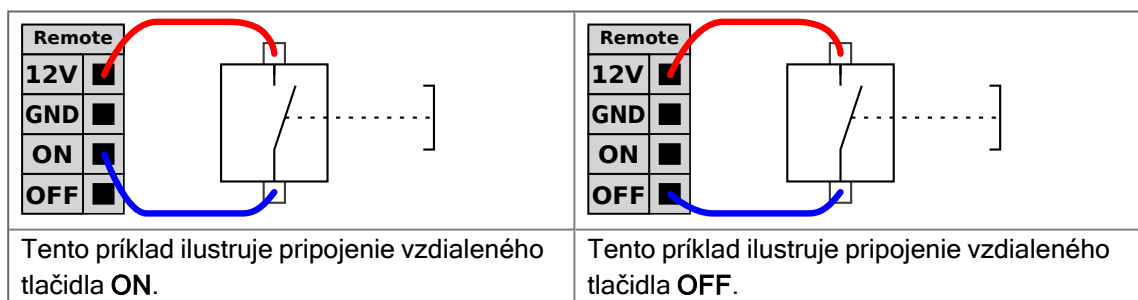 Remote
12V
GND
ON
OFF
Tento príklad ilustruje pripojenie vzdialeného
tlačidla ON.
Remote
12V
GND
ON
OFF
Tento príklad ilustruje pripojenie vzdialeného
tlačidla OFF.